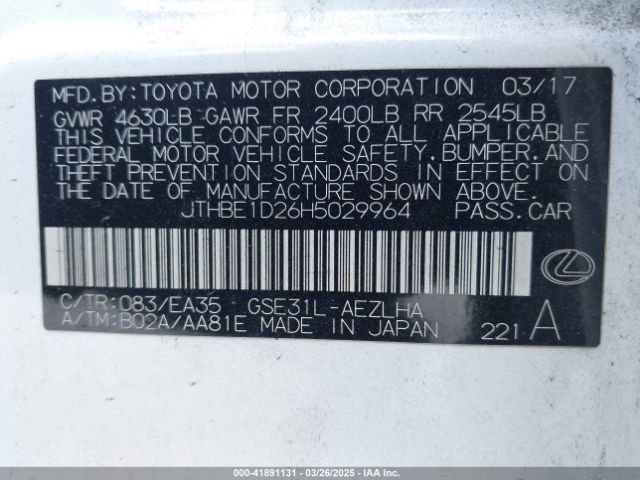 MFD.BY:TOYOTA MOTOR CORPORATION 03/17
GVWR 4630LB GAWR FR 2400LB RR 2545LB
THIS VEHICLE CONFORMS TO ALL APPLICABLE
FEDERAL MOTOR VEHICLE SAFETY,BUMPER,AND
THEFT PREVENTION STANDARDS IN EFFECT ON
THE DATE OF MANUFACTURE SHOWN ABOVE.
JTHBE1D26H5029964 PASS.CAR
C/TR:083/EA35 GSE31L-AEZLHA
A/TM:B02A/AA81E MADE IN JAPAN 221 A
000-41891131 - 03/26/2025 - IAA Inc.